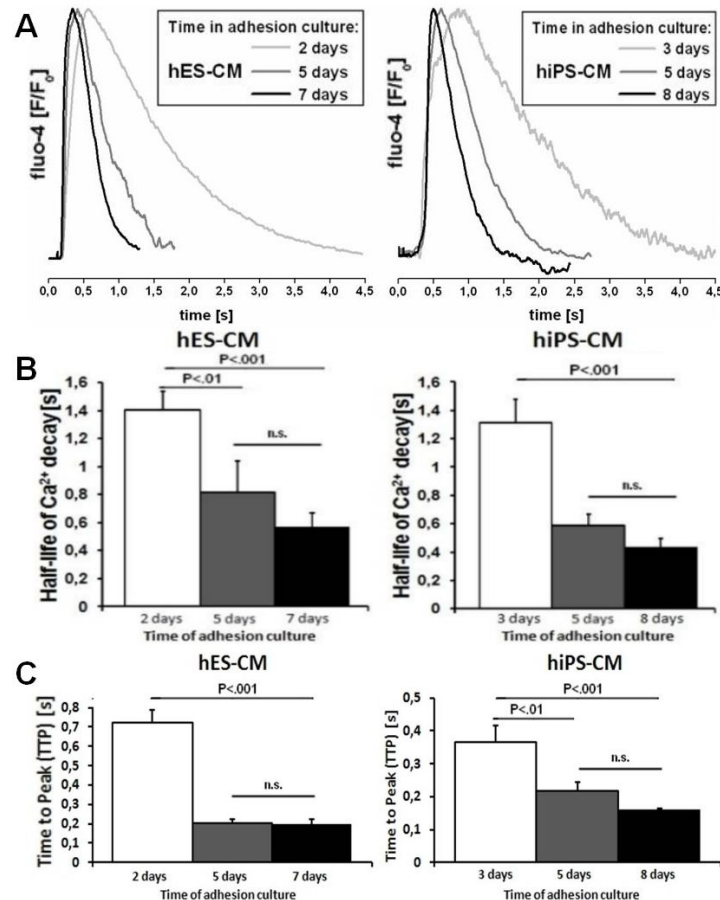 A
Time in adhesion culture:
2 days
hES-CM
5 days
7 days
fluo-4 [F/F₀]
0,0 0,5 1,0 1,5 2,0 2,5 3,0 3,5 4,0 4,5
time [s]
Time in adhesion culture:
3 days
hiPS-CM
5 days
8 days
fluo-4 [F/F₀]
0,0 0,5 1,0 1,5 2,0 2,5 3,0 3,5 4,0 4,5
time [s]
B
hES-CM
P<.001
P<.01
n.s.
Half-life of Ca²⁺ decay[s]
1,6
1,4
1,2
1
0,8
0,6
0,4
0,2
0
2 days 5 days 7 days
Time of adhesion culture
hiPS-CM
P<.001
n.s.
Half-life of Ca²⁺ decay[s]
1,6
1,4
1,2
1
0,8
0,6
0,4
0,2
0
3 days 5 days 8 days
Time of adhesion culture
C
hES-CM
P<.001
n.s.
Time to Peak (TTP) [s]
0,8
0,7
0,6
0,5
0,4
0,3
0,2
0,1
0
2 days 5 days 7 days
Time of adhesion culture
hiPS-CM
P<.001
P<.01
n.s.
Time to Peak (TTP) [s]
0,5
0,4
0,3
0,2
0,1
0
3 days 5 days 8 days
Time of adhesion culture